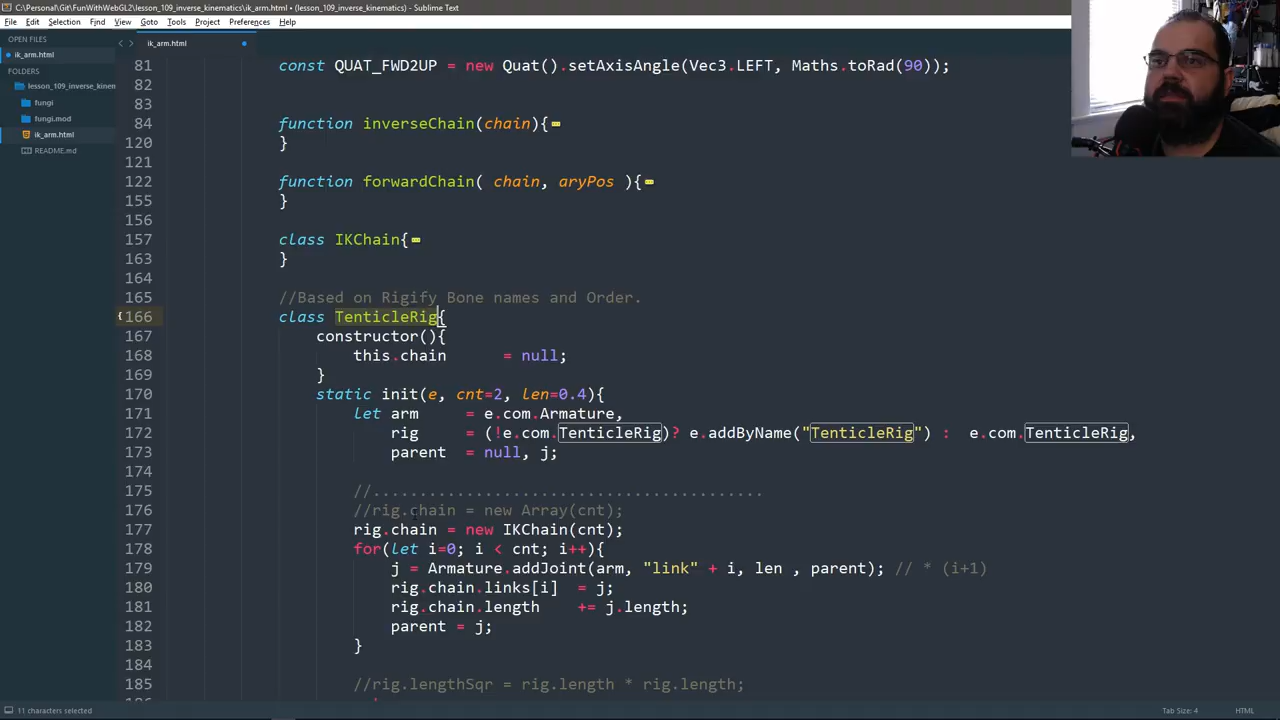 C:\Personal\Git\FunWithWebGL2\lesson_109_inverse_kinematics\ik_arm.html • (lesson_109_inverse_kinematics) - Sublime Text
File Edit Selection Find View Goto Tools Project Preferences Help
OPEN FILES
ik_arm.html
FOLDERS
lesson_109_inverse_kinem
fungi
fungi.mod
ik_arm.html
README.md
ik_arm.html
81 const QUAT_FWD2UP = new Quat().setAxisAngle(Vec3.LEFT, Maths.toRad(90));
82
83
84 function inverseChain(chain){
120 }
121
122 function forwardChain( chain, aryPos ){
155 }
156
157 class IKChain{
163 }
164
165 //Based on Rigify Bone names and Order.
166 class TenticleRig{
167 constructor(){
168 this.chain = null;
169 }
170 static init(e, cnt=2, len=0.4){
171 let arm = e.com.Armature,
172 rig = (!e.com.TenticleRig)? e.addByName("TenticleRig") : e.com.TenticleRig,
173 parent = null, j;
174
175 //..........................................
176 //rig.chain = new Array(cnt);
177 rig.chain = new IKChain(cnt);
178 for(let i=0; i < cnt; i++){
179 j = Armature.addJoint(arm, "link" + i, len , parent); // * (i+1)
180 rig.chain.links[i] = j;
181 rig.chain.length += j.length;
182 parent = j;
183 }
184
185 //rig.lengthSqr = rig.length * rig.length;
11 characters selected
Tab Size: 4
HTML